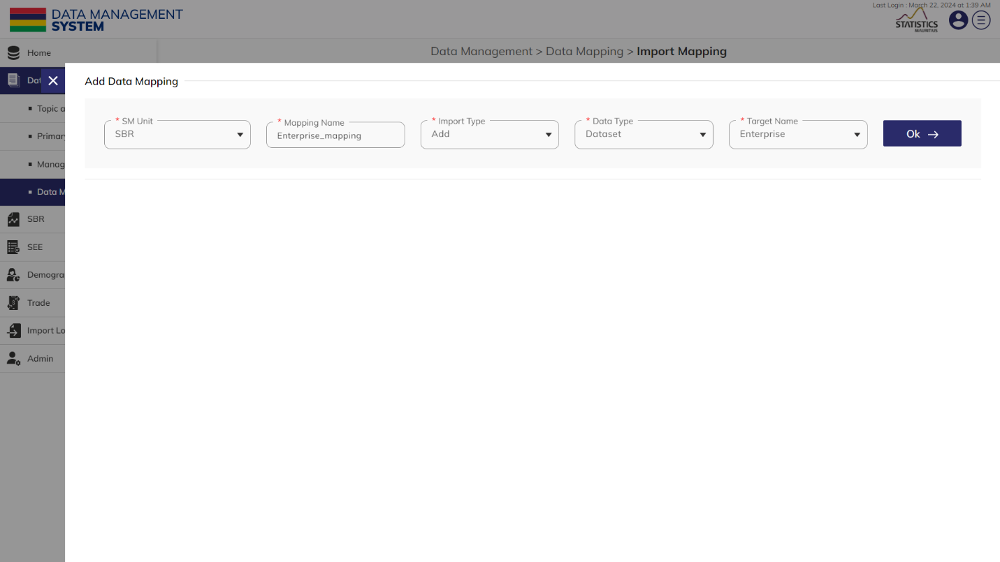 Last Login : March 22, 2024 at 1:39 AM
DATA MANAGEMENT
SYSTEM
STATISTICS
MAURITIUS
Home
Data Management > Data Mapping > Import Mapping
Dat
Add Data Mapping
Topic a
Primar
Manag
Data M
SBR
SEE
Demogra
Trade
Import Lo
Admin
* SM Unit
SBR
* Mapping Name
Enterprise_mapping
* Import Type
Add
* Data Type
Dataset
* Target Name
Enterprise
Ok